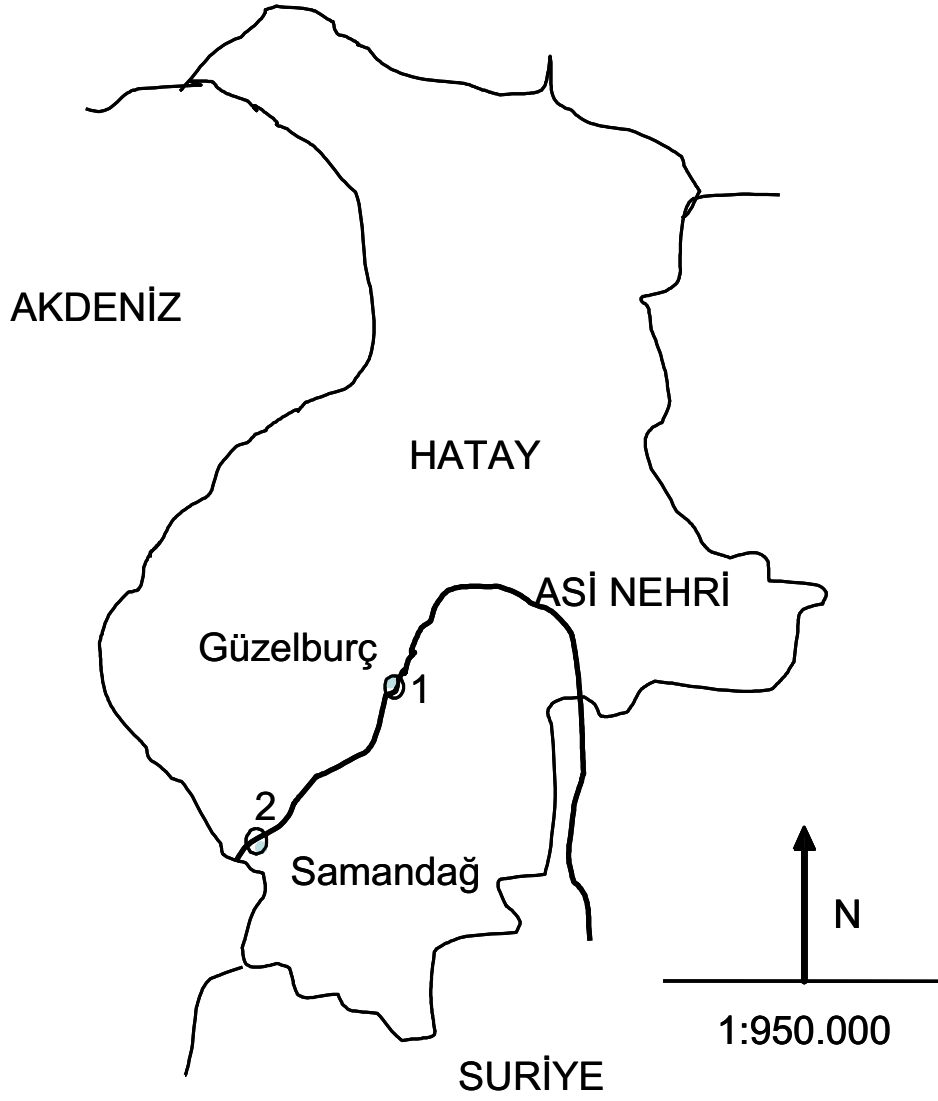 AKDENİZ
HATAY
ASİ NEHRİ
Güzelburç
1
2
Samandağ
N
1:950.000
SURİYE